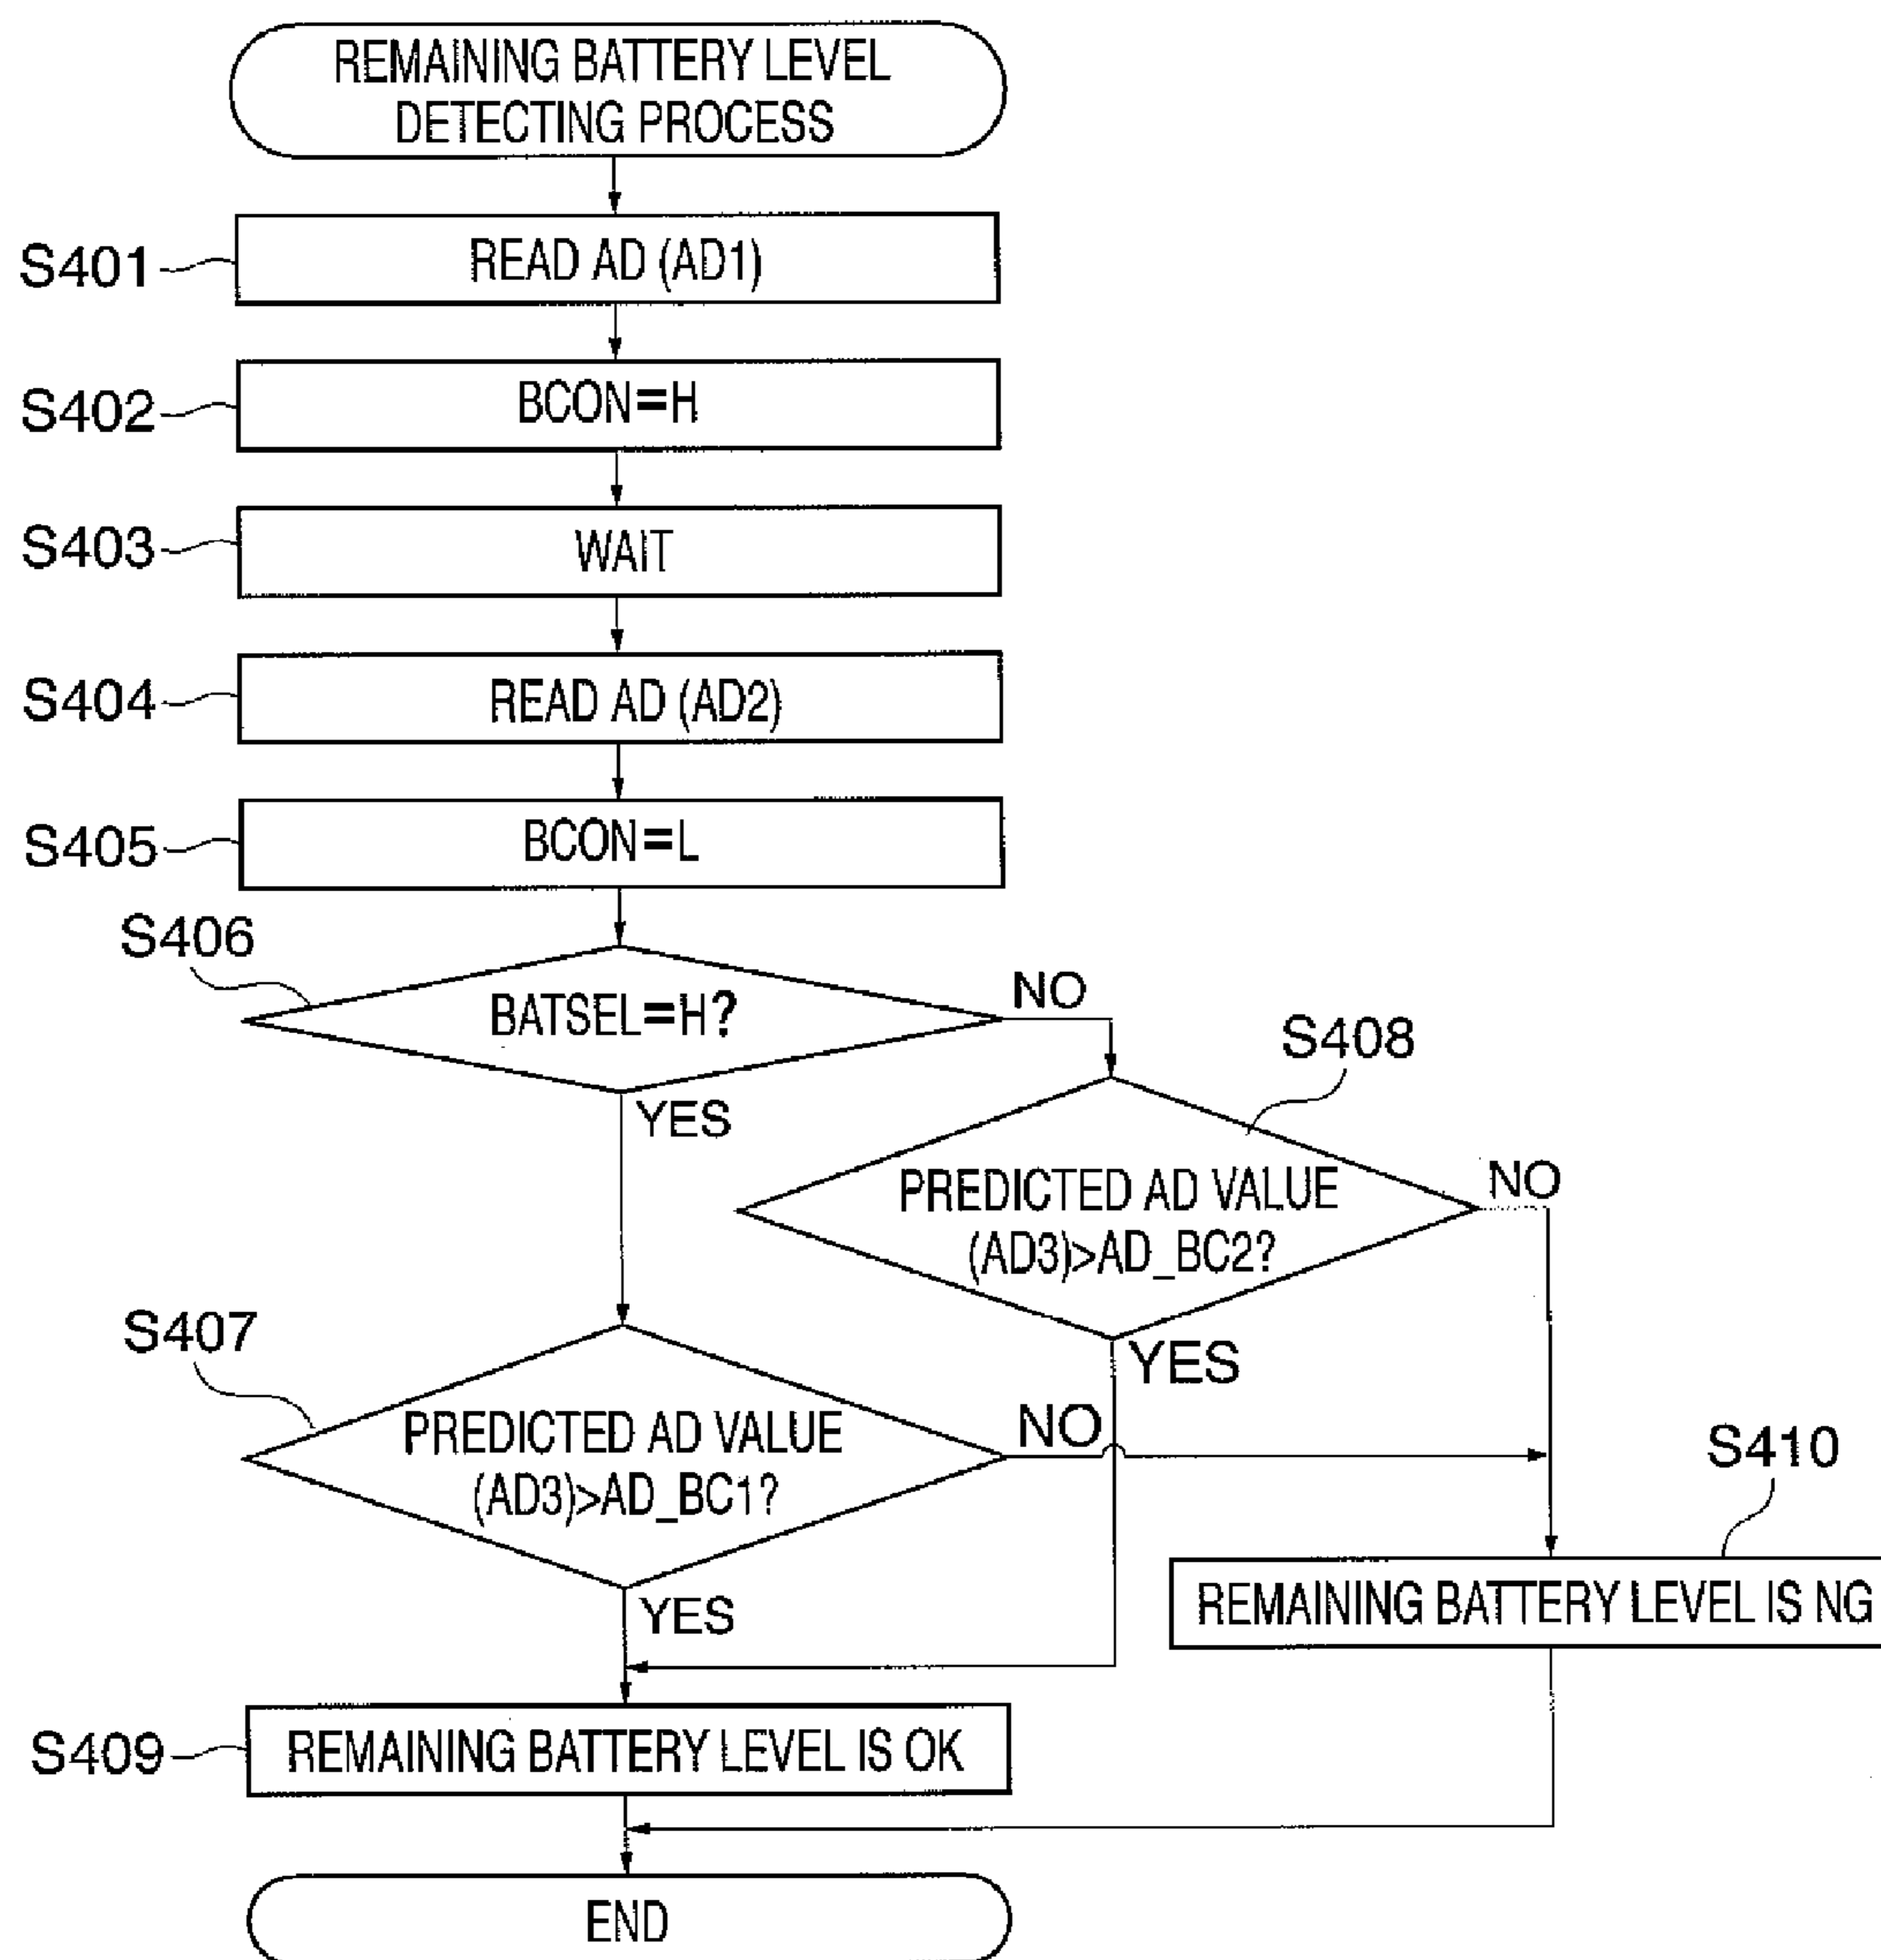 REMAINING BATTERY LEVEL
DETECTING PROCESS
S401
READ AD (AD1)
S402
BCON=H
S403
WAIT
S404
READ AD (AD2)
S405
BCON=L
S406
BATSEL=H?
NO
YES
S408
PREDICTED AD VALUE
(AD3)>AD_BC2?
NO
YES
S407
PREDICTED AD VALUE
(AD3)>AD_BC1?
NO
YES
S410
REMAINING BATTERY LEVEL IS NG
S409
REMAINING BATTERY LEVEL IS OK
END